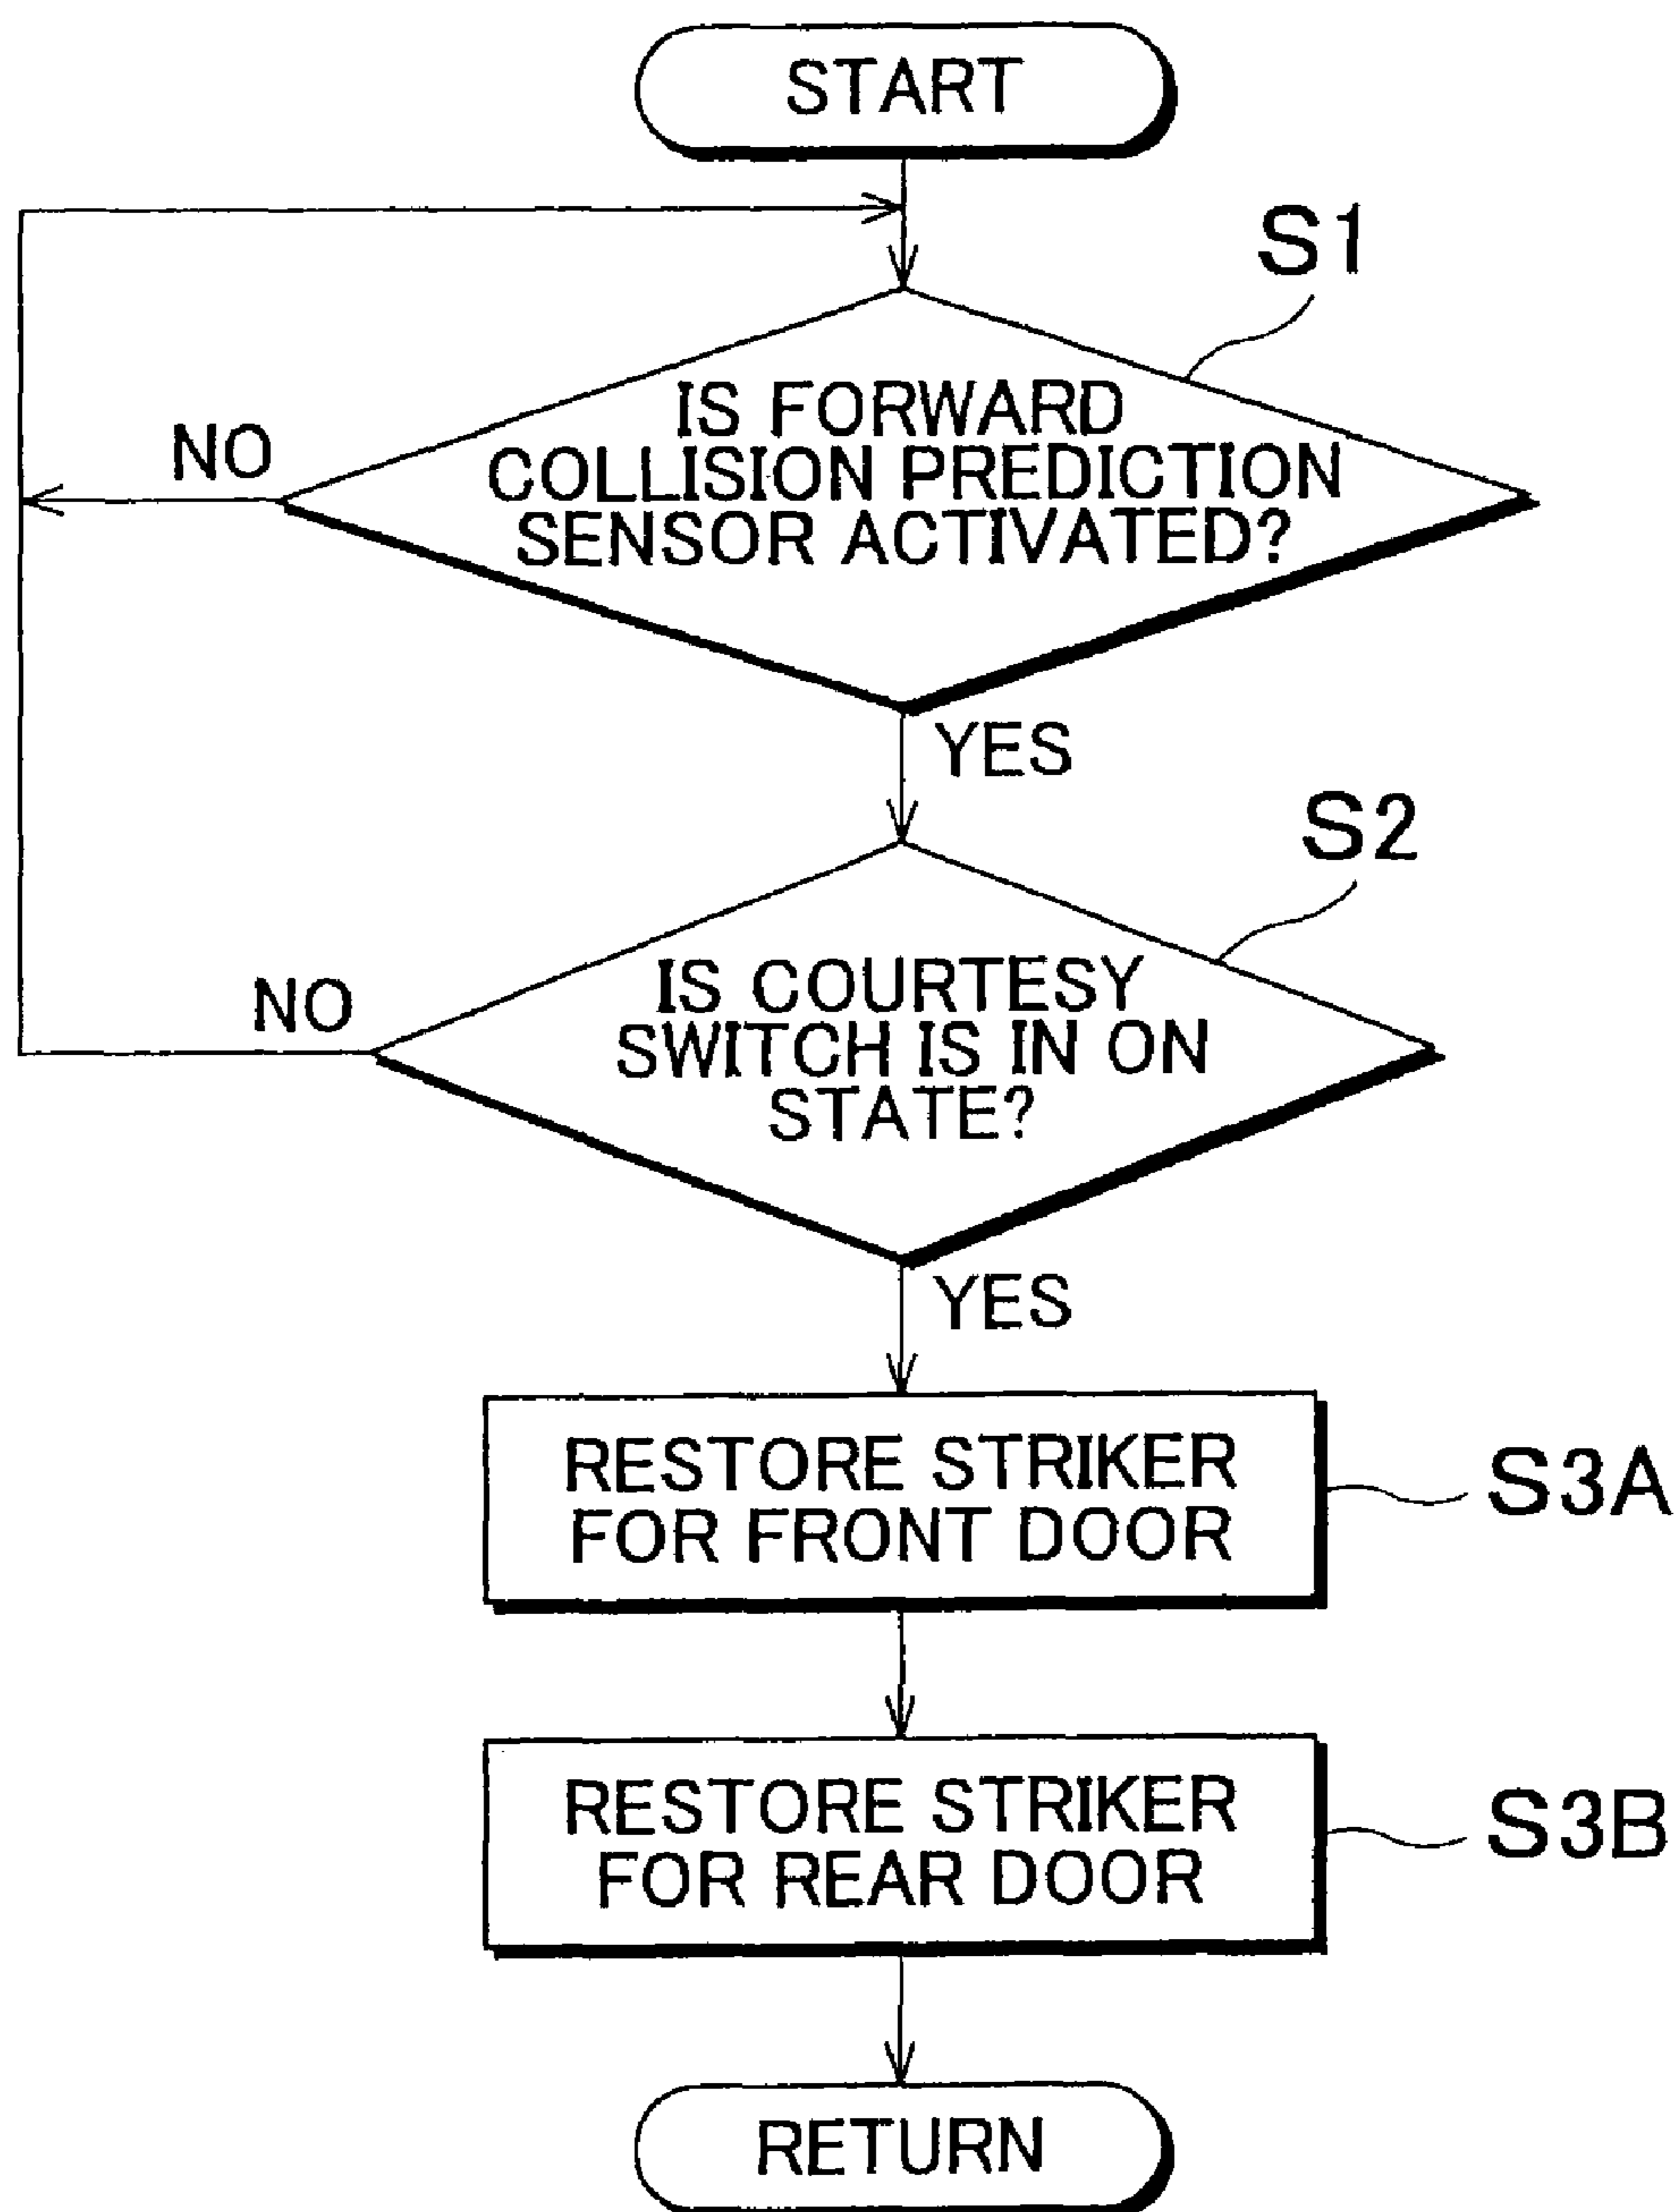 START
S1
IS FORWARD
COLLISION PREDICTION
SENSOR ACTIVATED?
NO
YES
S2
IS COURTESY
SWITCH IS IN ON
STATE?
NO
YES
RESTORE STRIKER
FOR FRONT DOOR
S3A
RESTORE STRIKER
FOR REAR DOOR
S3B
RETURN